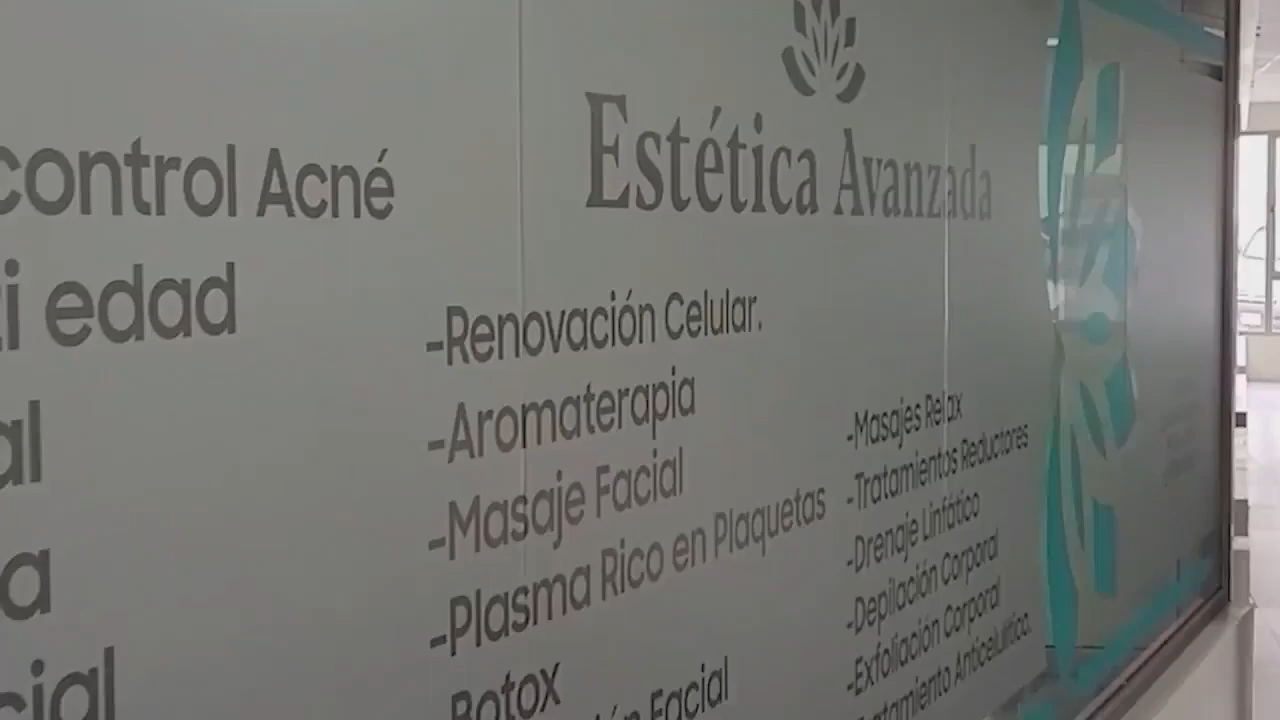 control Acné
edad
Estética Avanzada
-Renovación Celular.
-Aromaterapia
-Masaje Facial
-Plasma Rico en Plaquetas
Botox
Facial
-Masajes Relax
-Tratamientos Reductores
-Drenaje Linfático
-Depilación Corporal
-Exfoliación Corporal
Anticelulítico.